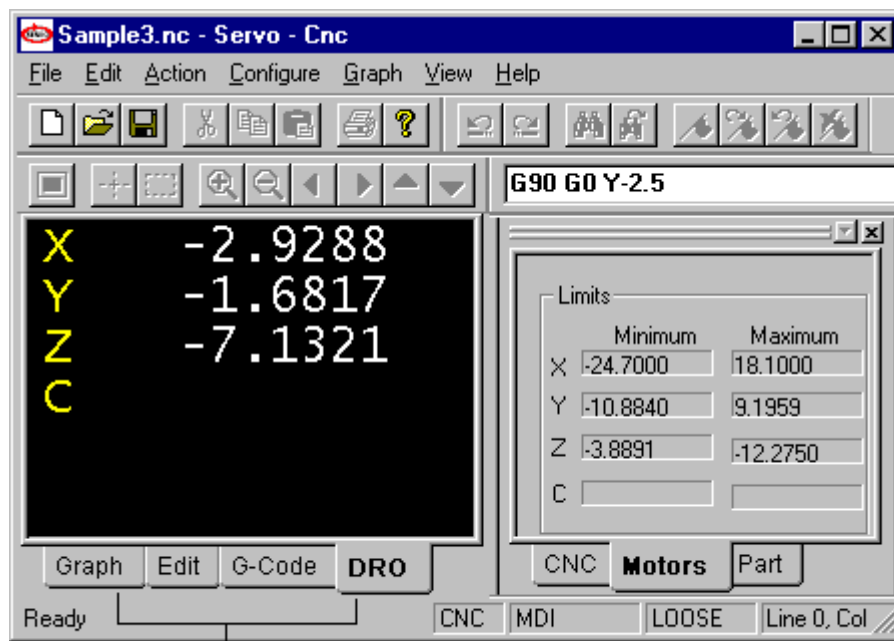 Sample3.nc - Servo - Cnc
File Edit Action Configure Graph View Help
G90 G0 Y-2.5
X -2.9288
Y -1.6817
Z -7.1321
C
Limits
Minimum Maximum
X -24.7000 18.1000
Y -10.8840 9.1959
Z -3.8891 -12.2750
C
Graph Edit G-Code DRO
CNC Motors Part
Ready CNC MDI LOOSE Line 0, Col